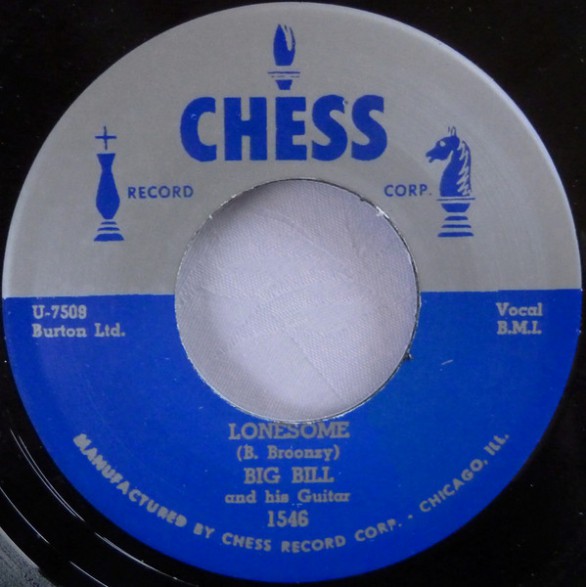 CHESS
RECORD CORP.
U-7508
Burton Ltd.
Vocal
B.M.I.
LONESOME
(B. Broonzy)
BIG BILL
and his Guitar
1546
MANUFACTURED BY CHESS RECORD CORP. - CHICAGO, ILL.